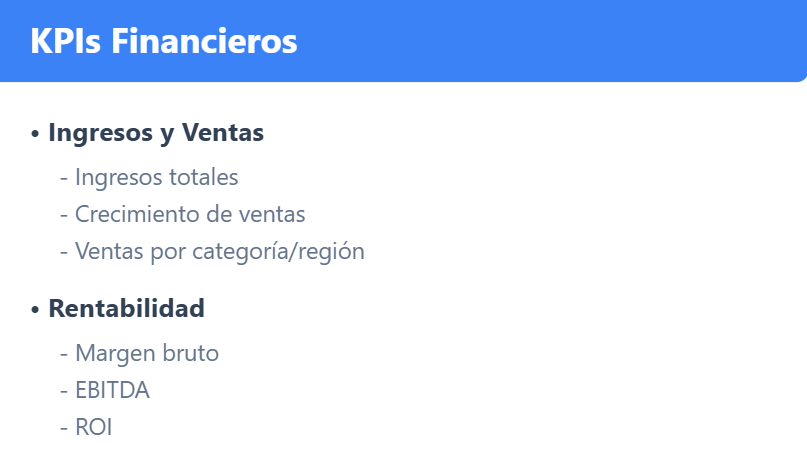 KPIs Financieros
• Ingresos y Ventas
- Ingresos totales
- Crecimiento de ventas
- Ventas por categoría/región
• Rentabilidad
- Margen bruto
- EBITDA
- ROI